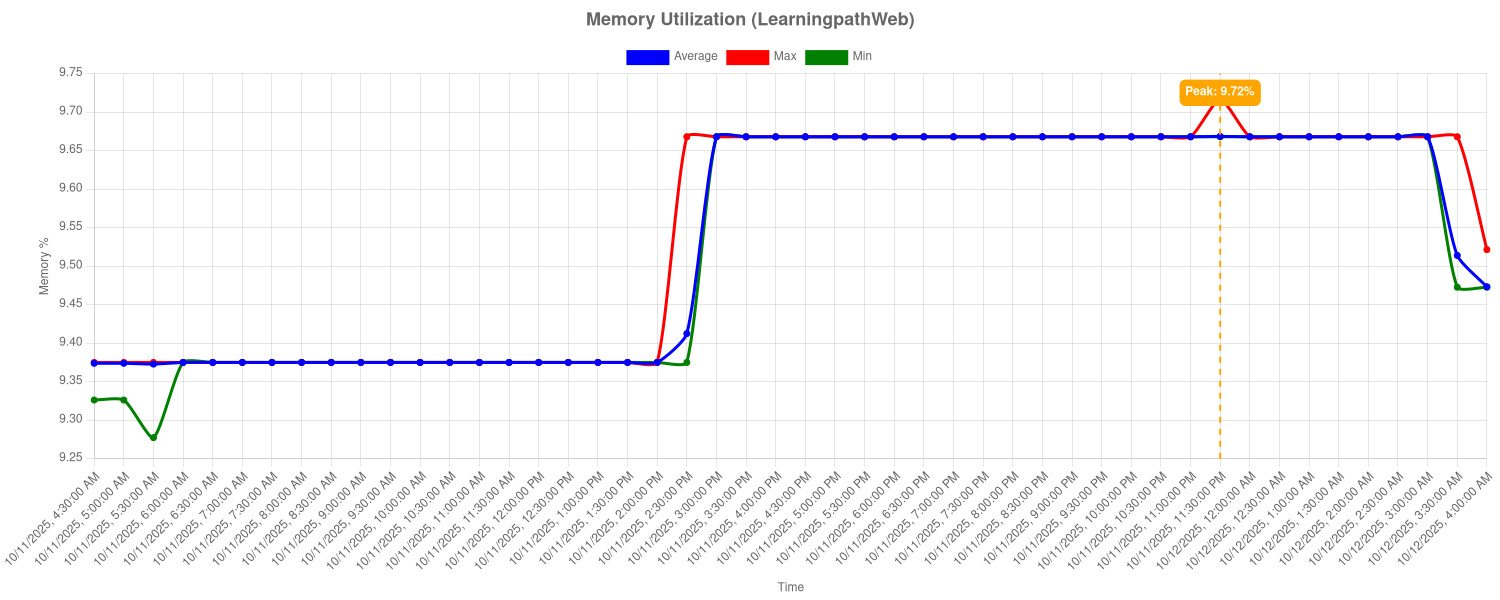 Memory Utilization (LearningpathWeb)
Average Max Min
9.75
9.70
9.65
9.60
9.55
9.50
9.45
9.40
9.35
9.30
9.25
Memory %
Peak: 9.72%
10/11/2025, 4:30:00 AM
10/11/2025, 5:00:00 AM
10/11/2025, 5:30:00 AM
10/11/2025, 6:00:00 AM
10/11/2025, 6:30:00 AM
10/11/2025, 7:00:00 AM
10/11/2025, 7:30:00 AM
10/11/2025, 8:00:00 AM
10/11/2025, 8:30:00 AM
10/11/2025, 9:00:00 AM
10/11/2025, 9:30:00 AM
10/11/2025, 10:00:00 AM
10/11/2025, 10:30:00 AM
10/11/2025, 11:00:00 AM
10/11/2025, 11:30:00 AM
10/11/2025, 12:00:00 PM
10/11/2025, 12:30:00 PM
10/11/2025, 1:00:00 PM
10/11/2025, 1:30:00 PM
10/11/2025, 2:00:00 PM
10/11/2025, 2:30:00 PM
10/11/2025, 3:00:00 PM
10/11/2025, 3:30:00 PM
10/11/2025, 4:00:00 PM
10/11/2025, 4:30:00 PM
10/11/2025, 5:00:00 PM
10/11/2025, 5:30:00 PM
10/11/2025, 6:00:00 PM
10/11/2025, 6:30:00 PM
10/11/2025, 7:00:00 PM
10/11/2025, 7:30:00 PM
10/11/2025, 8:00:00 PM
10/11/2025, 8:30:00 PM
10/11/2025, 9:00:00 PM
10/11/2025, 9:30:00 PM
10/11/2025, 10:00:00 PM
10/11/2025, 10:30:00 PM
10/11/2025, 11:00:00 PM
10/11/2025, 11:30:00 PM
10/12/2025, 12:00:00 AM
10/12/2025, 12:30:00 AM
10/12/2025, 1:00:00 AM
10/12/2025, 1:30:00 AM
10/12/2025, 2:00:00 AM
10/12/2025, 2:30:00 AM
10/12/2025, 3:00:00 AM
10/12/2025, 3:30:00 AM
10/12/2025, 4:00:00 AM
Time